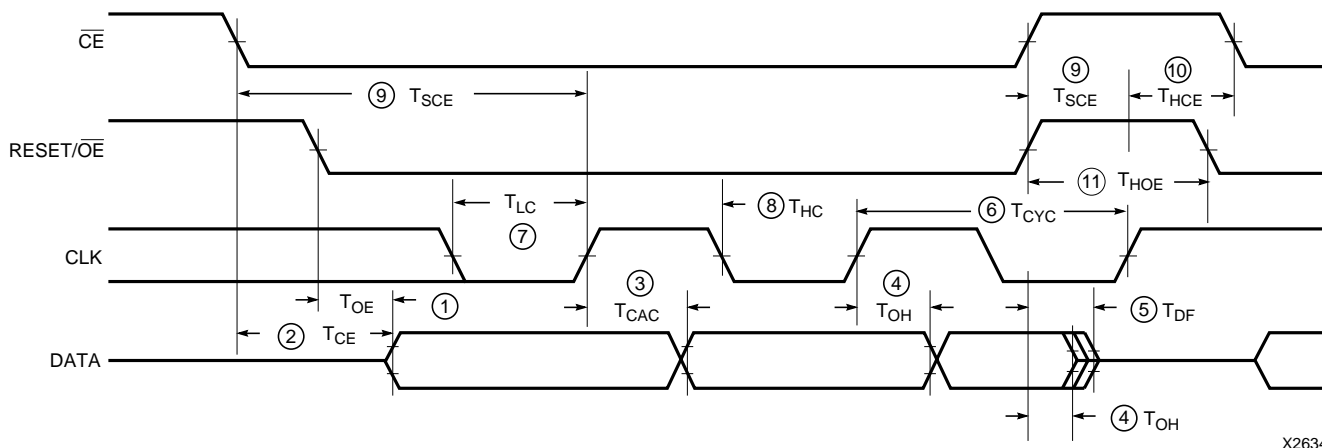 CE
⑨ TSCE
⑨ TSCE
⑩ THCE
RESET/OE
TLC
⑦
⑧ THC
⑥ TCYC
⑪ THOE
CLK
TOE ①
② TCE
③ TCAC
④ TOH
⑤ TDF
DATA
④ TOH
X2634